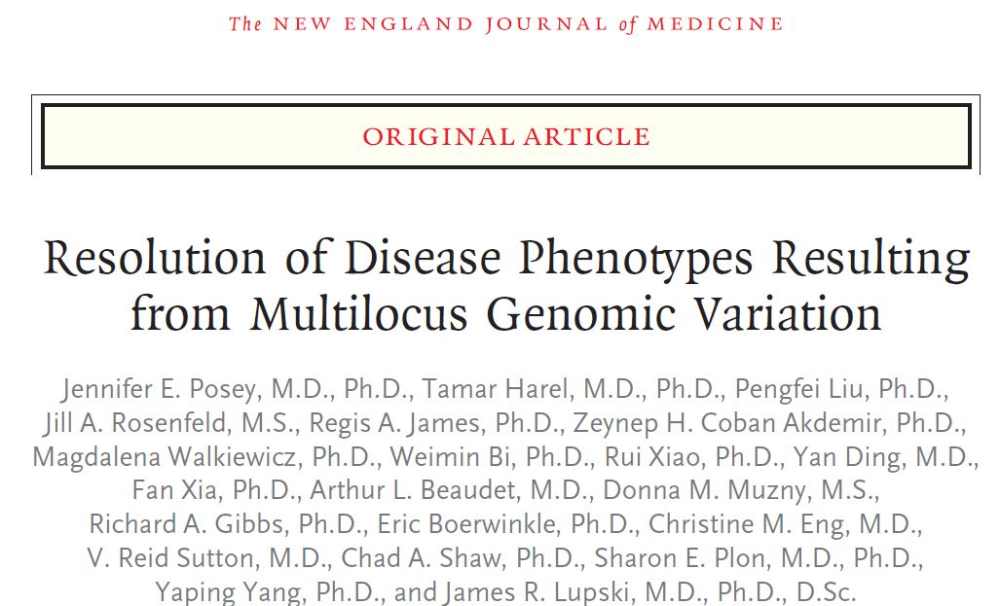 The NEW ENGLAND JOURNAL of MEDICINE
ORIGINAL ARTICLE
Resolution of Disease Phenotypes Resulting
from Multilocus Genomic Variation
Jennifer E. Posey, M.D., Ph.D., Tamar Harel, M.D., Ph.D., Pengfei Liu, Ph.D.,
Jill A. Rosenfeld, M.S., Regis A. James, Ph.D., Zeynep H. Coban Akdemir, Ph.D.,
Magdalena Walkiewicz, Ph.D., Weimin Bi, Ph.D., Rui Xiao, Ph.D., Yan Ding, M.D.,
Fan Xia, Ph.D., Arthur L. Beaudet, M.D., Donna M. Muzny, M.S.,
Richard A. Gibbs, Ph.D., Eric Boerwinkle, Ph.D., Christine M. Eng, M.D.,
V. Reid Sutton, M.D., Chad A. Shaw, Ph.D., Sharon E. Plon, M.D., Ph.D.,
Yaping Yang, Ph.D., and James R. Lupski, M.D., Ph.D., D.Sc.